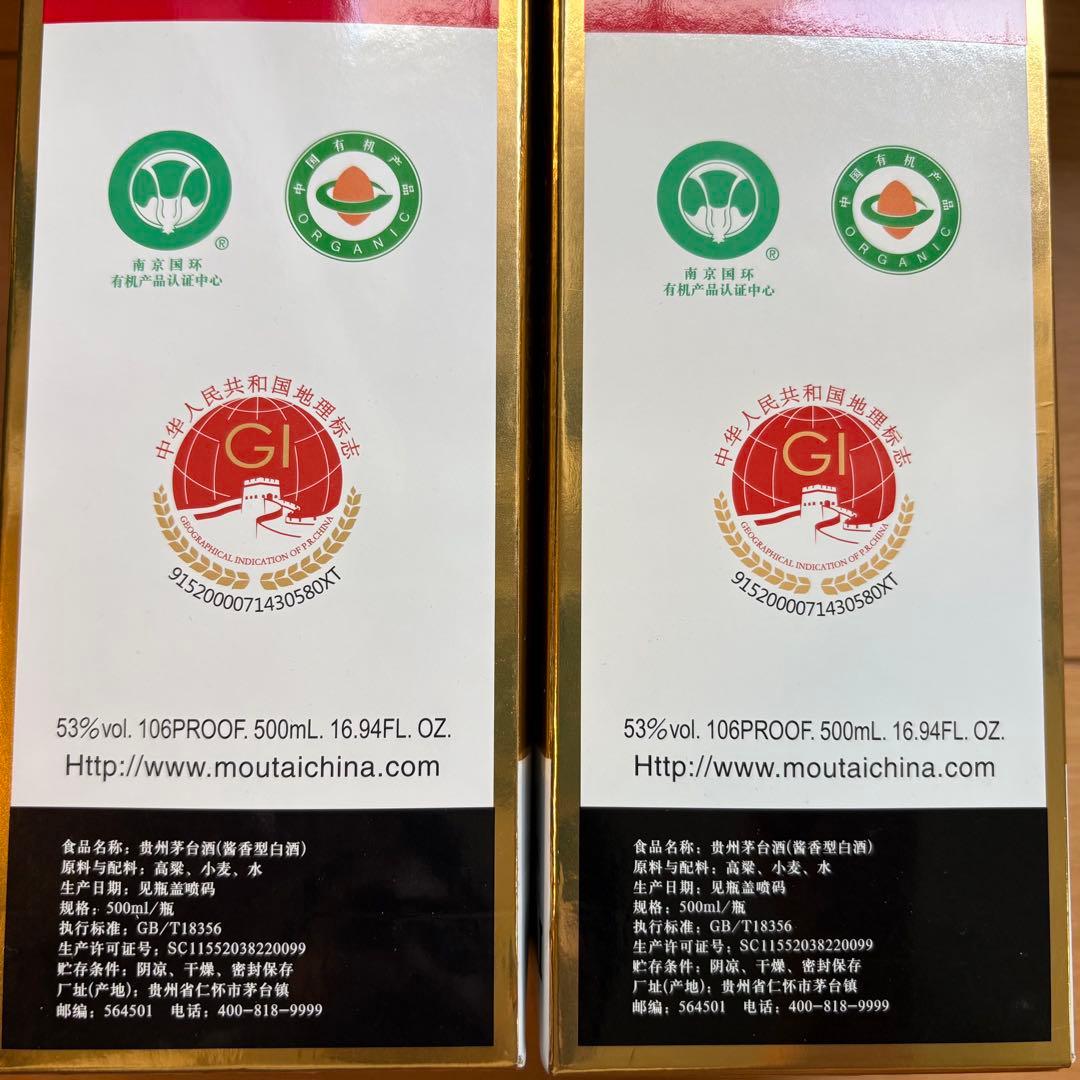 中国有机产品
ORGANIC
®
南京国环
有机产品认证中心
中华人民共和国地理标志
GI
GEOGRAPHICAL INDICATION OF P.R.CHINA
9152000071430580XT
53%vol. 106PROOF. 500mL. 16.94FL. OZ.
Http://www.moutaichina.com
食品名称：贵州茅台酒(酱香型白酒)
原料与配料：高粱、小麦、水
生产日期：见瓶盖喷码
规格：500ml/瓶
执行标准：GB/T18356
生产许可证号：SC11552038220099
贮存条件：阴凉、干燥、密封保存
厂址(产地)：贵州省仁怀市茅台镇
邮编：564501 电话：400-818-9999
中国有机产品
ORGANIC
®
南京国环
有机产品认证中心
中华人民共和国地理标志
GI
GEOGRAPHICAL INDICATION OF P.R.CHINA
9152000071430580XT
53%vol. 106PROOF. 500mL. 16.94FL. OZ.
Http://www.moutaichina.com
食品名称：贵州茅台酒(酱香型白酒)
原料与配料：高粱、小麦、水
生产日期：见瓶盖喷码
规格：500ml/瓶
执行标准：GB/T18356
生产许可证号：SC11552038220099
贮存条件：阴凉、干燥、密封保存
厂址(产地)：贵州省仁怀市茅台镇
邮编：564501 电话：400-818-9999